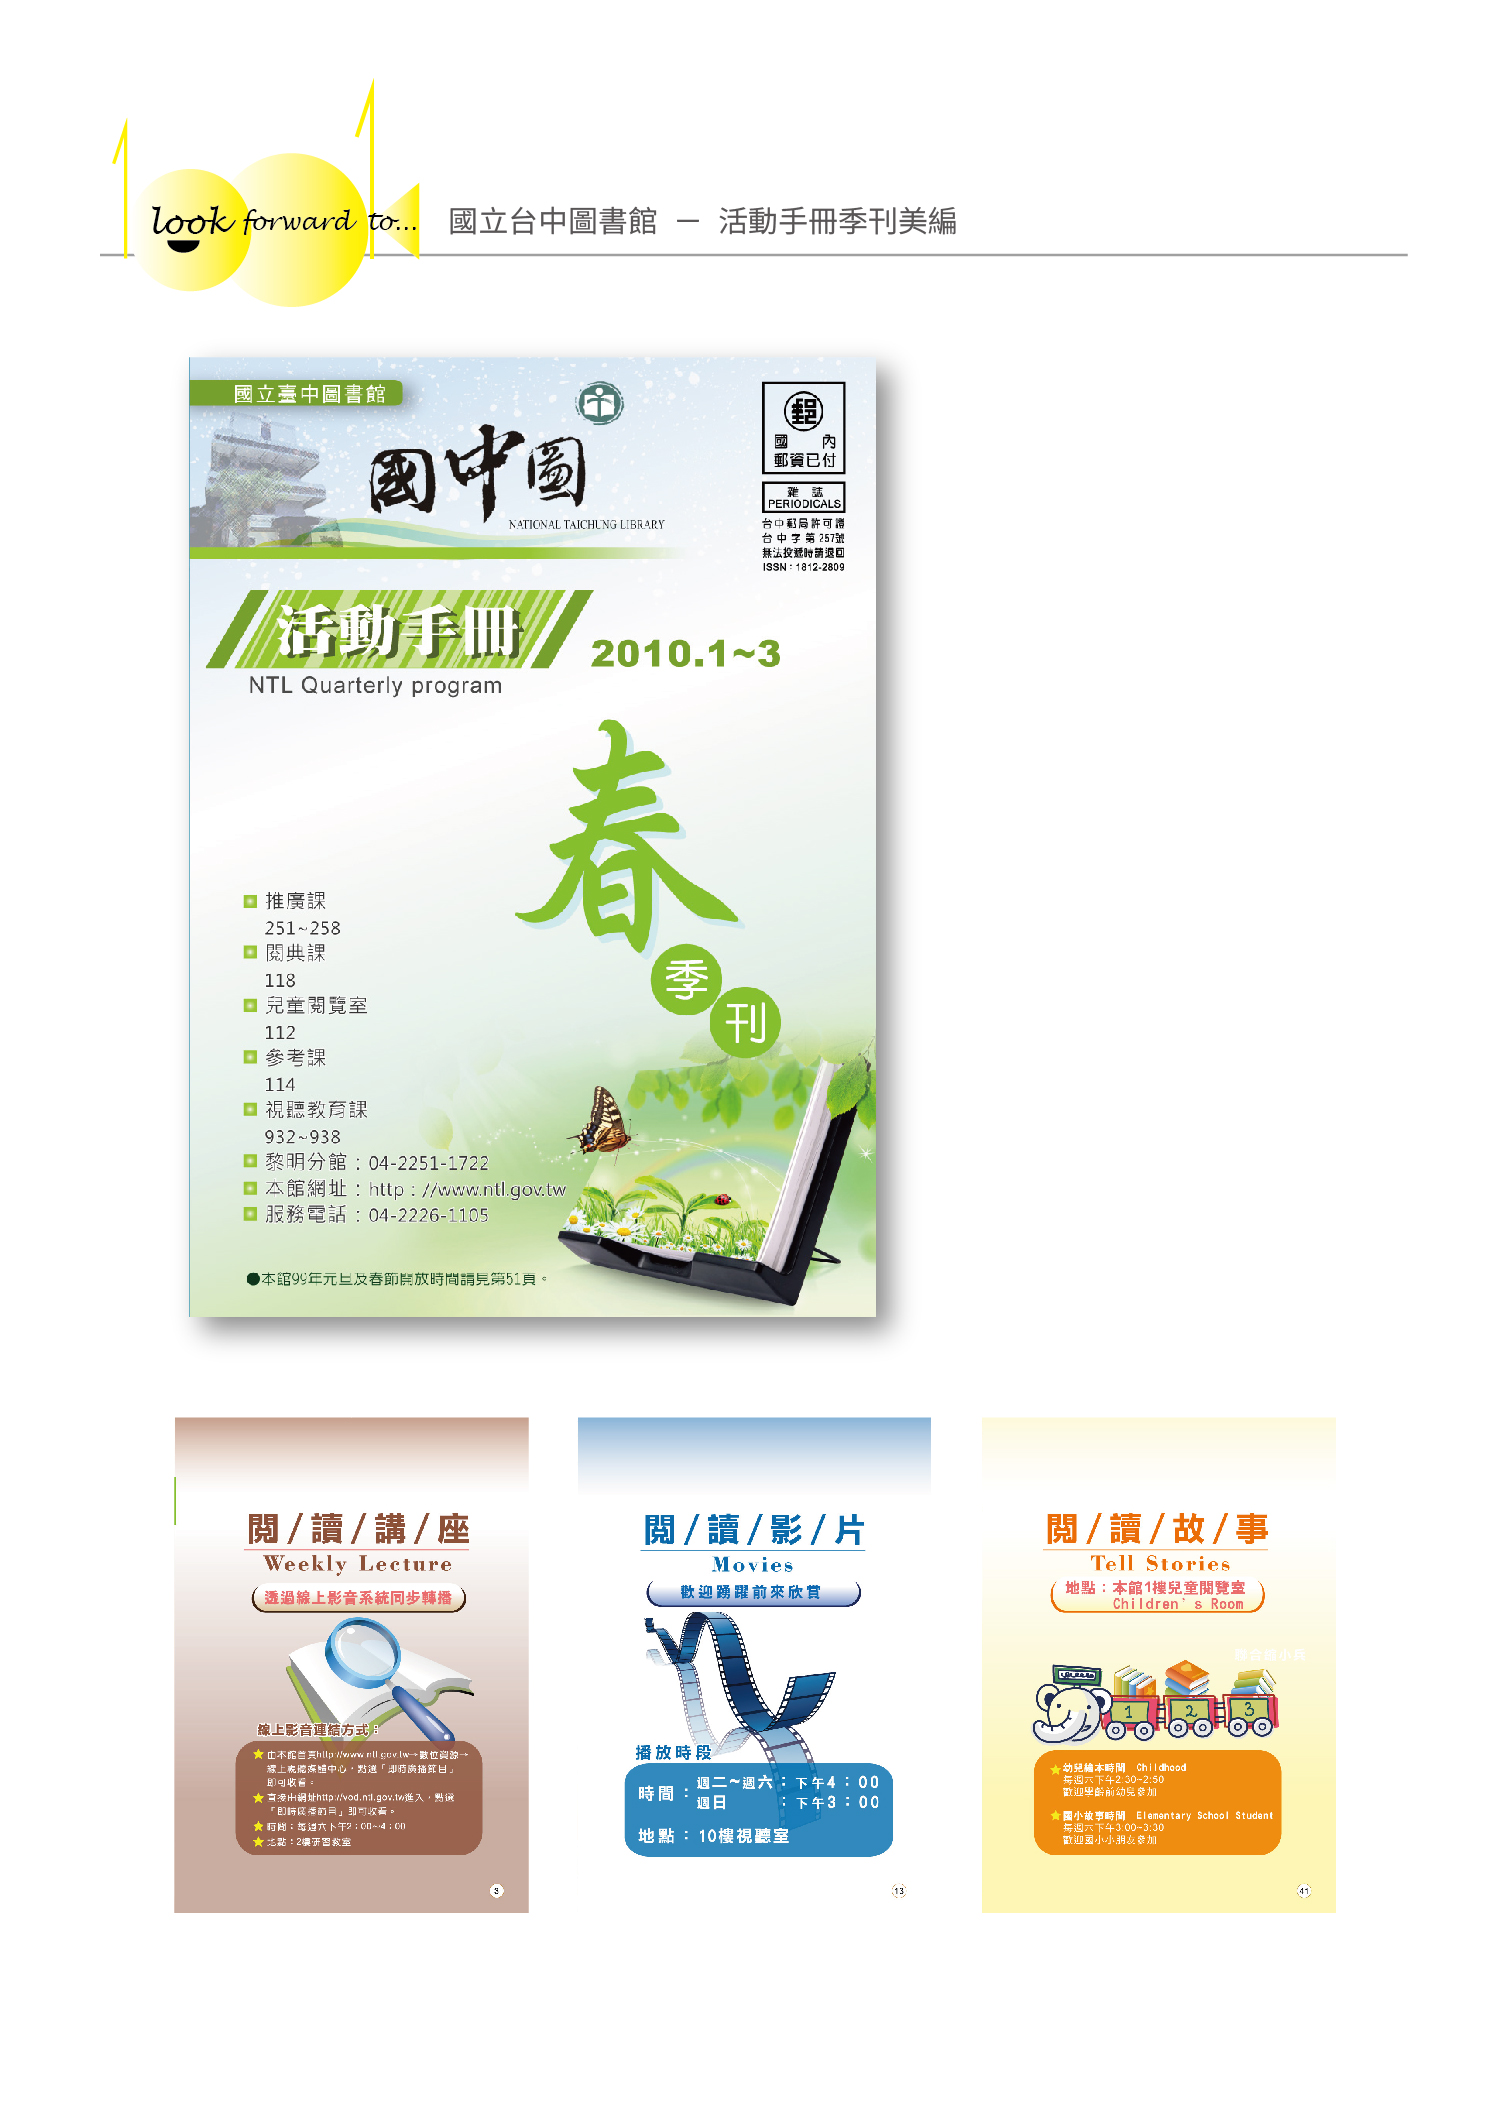 look forward to...
國立台中圖書館 — 活動手冊季刊美編
國立臺中圖書館
國中圖
NATIONAL TAICHUNG LIBRARY
郵
國 內
郵資已付
雜 誌
PERIODICALS
台中郵局許可證
台中字第257號
無法投遞時請退回
ISSN：1812-2809
活動手冊
2010.1~3
NTL Quarterly program
春
季
刊
推廣課
251~258
閱典課
118
兒童閱覽室
112
參考課
114
視聽教育課
932~938
黎明分館：04-2251-1722
本館網址：http：//www.ntl.gov.tw
服務電話：04-2226-1105
●本館99年元旦及春節開放時間請見第51頁。
閱/讀/講/座
Weekly Lecture
透過線上影音系統同步轉播
線上影音連結方式：
由本館首頁http://www.ntl.gov.tw→數位資源→
線上視聽媒體中心，點選「即時廣播節目」
即可收看。
直接由網址http://vod.ntl.gov.tw進入，點選
「即時廣播節目」即可收看。
時間：每週六下午2：00~4：00
地點：2樓研習教室
3
閱/讀/影/片
Movies
歡迎踴躍前來欣賞
播放時段
時間：週二~週六：下午4：00
週日：下午3：00
地點：10樓視聽室
13
閱/讀/故/事
Tell Stories
地點：本館1樓兒童閱覽室
Children's Room
1
2
3
幼兒繪本時間 Childhood
每週六下午2:30~2:50
歡迎學齡前幼兒參加
國小故事時間 Elementary School Student
每週六下午3:00~3:30
歡迎國小小朋友參加
41